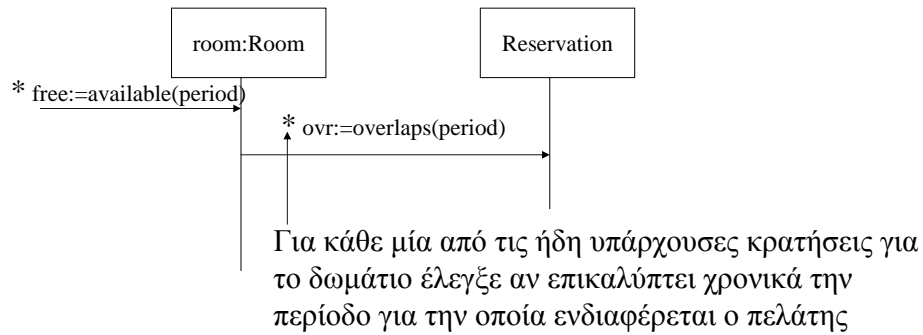 room:Room
Reservation
* free:=available(period)
* ovr:=overlaps(period)
Για κάθε μία από τις ήδη υπάρχουσες κρατήσεις για
το δωμάτιο έλεγξε αν επικαλύπτει χρονικά την
περίοδο για την οποία ενδιαφέρεται ο πελάτης